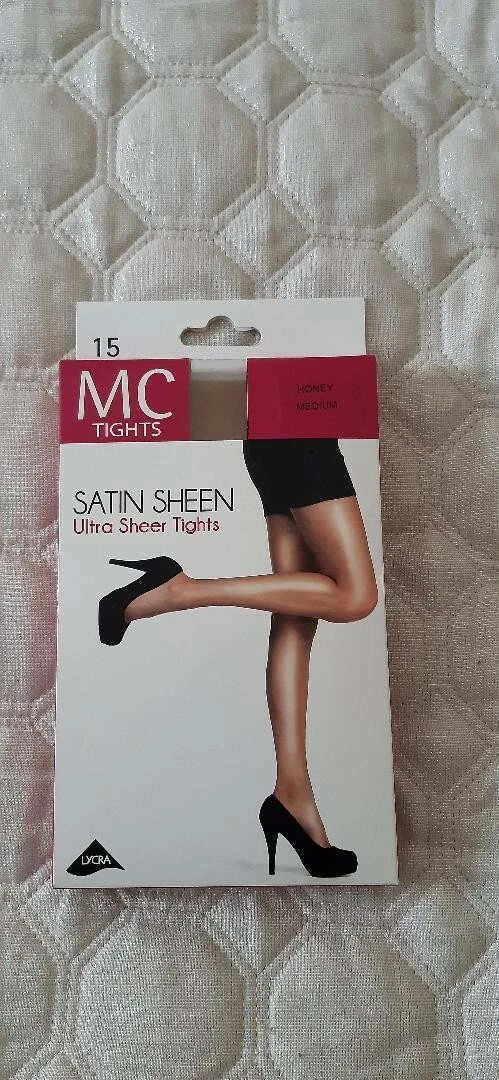 15
MC
TIGHTS
HONEY
MEDIUM
SATIN SHEEN
Ultra Sheer Tights
LYCRA